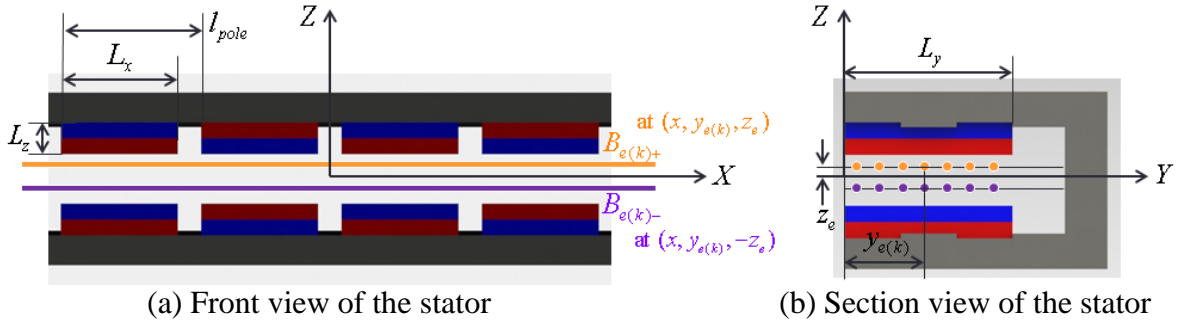 Z
l_pole
L_x
L_z
at (x, y_e(k), z_e)
B_e(k)+
X
B_e(k)−
at (x, y_e(k), −z_e)
(a) Front view of the stator
Z
L_y
Y
z_e
y_e(k)
(b) Section view of the stator